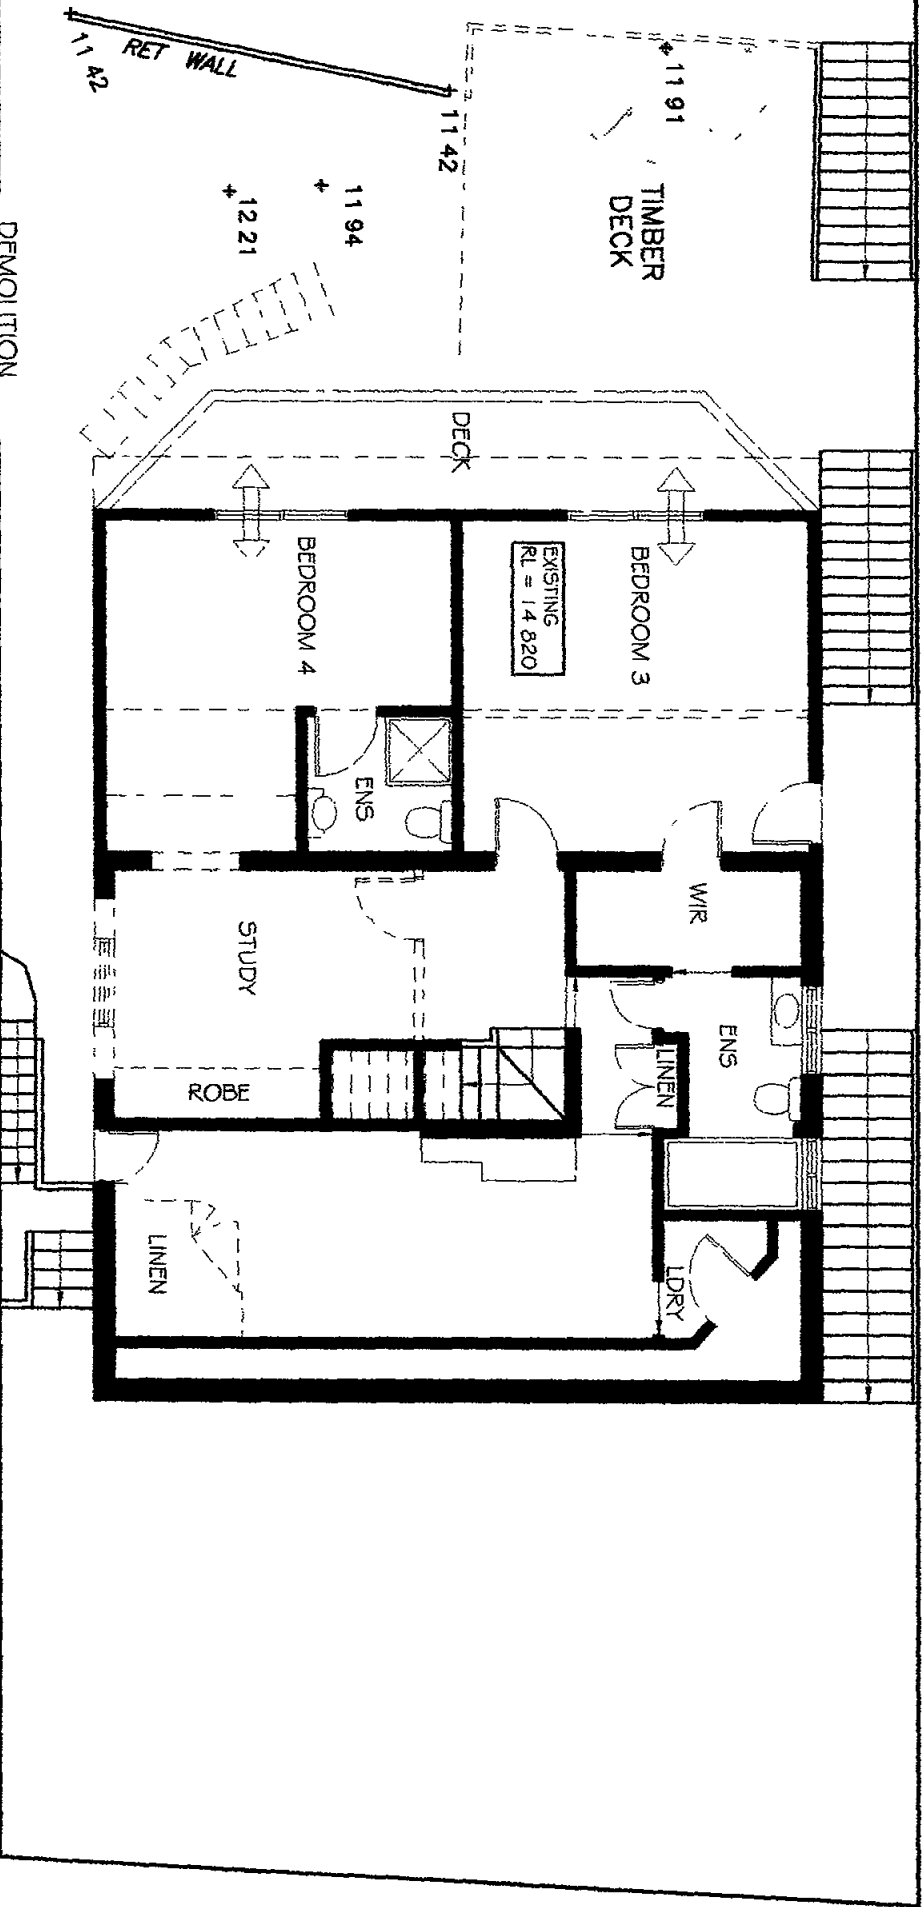 RET WALL
11 42
11 42
11 91
TIMBER
DECK
11 94
12 21
DEMOLITION
DECK
BEDROOM 4
BEDROOM 3
EXISTING
RL = 14 820
ENS
WIR
STUDY
ENS
LINEN
ROBE
LINEN
LDRY